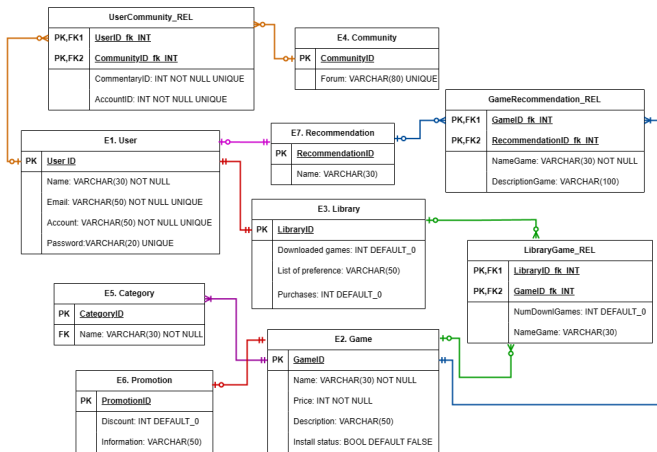 UserCommunity_REL
PK,FK1 UserID_fk_INT
PK,FK2 CommunityID_fk_INT
CommentaryID: INT NOT NULL UNIQUE
AccountID: INT NOT NULL UNIQUE
E4. Community
PK CommunityID
Forum: VARCHAR(80) UNIQUE
GameRecommendation_REL
PK,FK1 GameID_fk_INT
PK,FK2 RecommendationID_fk_INT
NameGame: VARCHAR(30) NOT NULL
DescriptionGame: VARCHAR(100)
E1. User
PK User ID
Name: VARCHAR(30) NOT NULL
Email: VARCHAR(50) NOT NULL UNIQUE
Account: VARCHAR(50) NOT NULL UNIQUE
Password:VARCHAR(20) UNIQUE
E7. Recommendation
PK RecommendationID
Name: VARCHAR(30)
E3. Library
PK LibraryID
Downloaded games: INT DEFAULT_0
List of preference: VARCHAR(50)
Purchases: INT DEFAULT_0
LibraryGame_REL
PK,FK1 LibraryID_fk_INT
PK,FK2 GameID_fk_INT
NumDownlGames: INT DEFAULT_0
NameGame: VARCHAR(30)
E5. Category
PK CategoryID
FK Name: VARCHAR(30) NOT NULL
E2. Game
PK GameID
Name: VARCHAR(30) NOT NULL
Price: INT NOT NULL
Description: VARCHAR(50)
Install status: BOOL DEFAULT FALSE
E6. Promotion
PK PromotionID
Discount: INT DEFAULT_0
Information: VARCHAR(50)